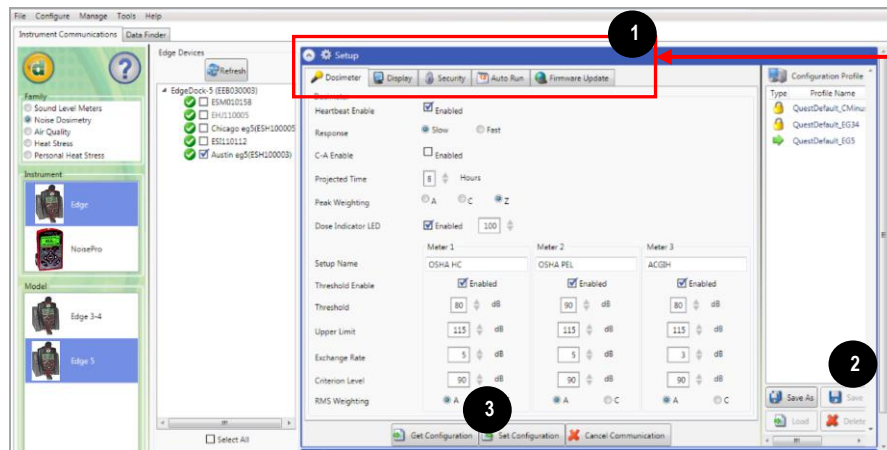 File Configure Manage Tools Help
Instrument Communications Data Finder
1
Edge Devices
Refresh
EdgeDock-5 (EEB030003)
ESM010158
EHJ110005
Chicago eg5(ESH100005
ESI110112
Austin eg5(ESH100003)
Select All
Family
Sound Level Meters
Noise Dosimetry
Air Quality
Heat Stress
Personal Heat Stress
Instrument
Edge
NoisePro
Model
Edge 3-4
Edge 5
Setup
Dosimeter Display Security Auto Run Firmware Update
Dosimeter
Heartbeat Enable Enabled
Response Slow Fast
C-A Enable Enabled
Projected Time 8 Hours
Peak Weighting A C Z
Dose Indicator LED Enabled 100
Meter 1 Meter 2 Meter 3
Setup Name OSHA HC OSHA PEL ACGIH
Threshold Enable Enabled Enabled Enabled
Threshold 80 dB 90 dB 80 dB
Upper Limit 115 dB 115 dB 115 dB
Exchange Rate 5 dB 5 dB 3 dB
Criterion Level 90 dB 90 dB 90 dB
RMS Weighting A A C A C
3
Get Configuration Set Configuration Cancel Communication
Configuration Profile
Type Profile Name
QuestDefault_CMinu
QuestDefault_EG34
QuestDefault_EG5
2
Save As Save
Load Delete